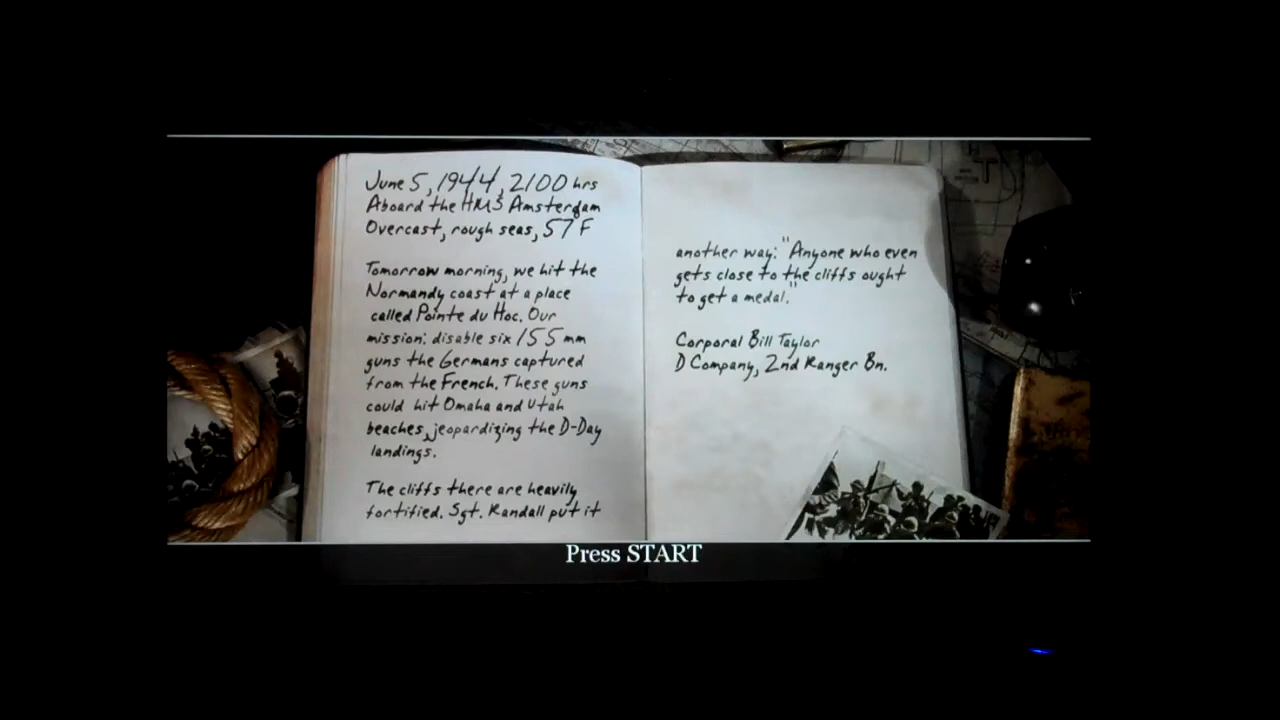 June 5, 1944, 2100 hrs
Aboard the HMS Amsterdam
Overcast, rough seas, 57 F
Tomorrow morning, we hit the
Normandy coast at a place
called Pointe du Hoc. Our
mission: disable six 155 mm
guns the Germans captured
from the French. These guns
could hit Omaha and Utah
beaches, jeopardizing the D-Day
landings.
The cliffs there are heavily
fortified. Sgt. Randall put it
another way: "Anyone who even
gets close to the cliffs ought
to get a medal."
Corporal Bill Taylor
D Company, 2nd Ranger Bn.
Press START